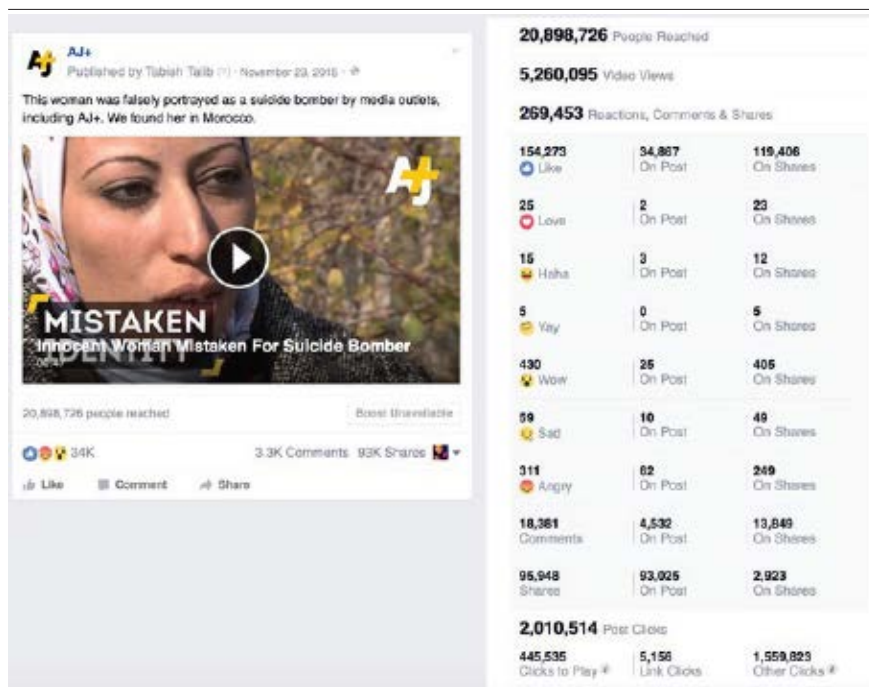 AJ+
Published by Tabish Talib · November 23, 2015 ·
This woman was falsely portrayed as a suicide bomber by media outlets,
including AJ+. We found her in Morocco.
AJ+
MISTAKEN
IDENTITY
Innocent Woman Mistaken For Suicide Bomber
20,898,726 people reached
Boost Unavailable
34K
3.3K Comments 93K Shares
Like Comment Share
20,898,726 People Reached
5,260,095 Video Views
269,453 Reactions, Comments & Shares
154,273 34,867 119,406
Like On Post On Shares
25 2 23
Love On Post On Shares
15 3 12
Haha On Post On Shares
5 0 5
Yay On Post On Shares
430 25 405
Wow On Post On Shares
59 10 49
Sad On Post On Shares
311 62 249
Angry On Post On Shares
18,381 4,532 13,849
Comments On Post On Shares
95,948 93,025 2,923
Shares On Post On Shares
2,010,514 Post Clicks
445,535 5,156 1,559,823
Clicks to Play Link Clicks Other Clicks